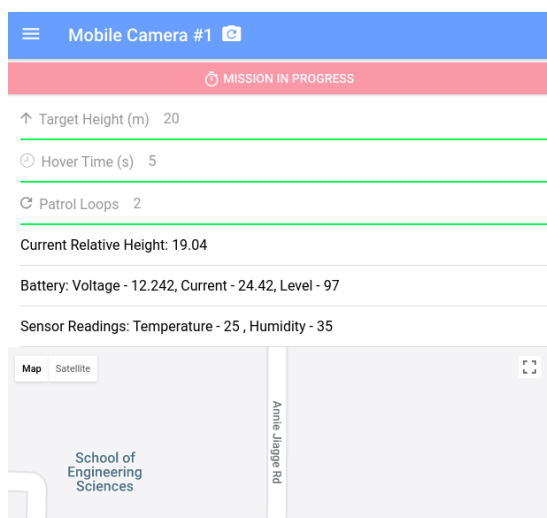 Mobile Camera #1
MISSION IN PROGRESS
Target Height (m) 20
Hover Time (s) 5
Patrol Loops 2
Current Relative Height: 19.04
Battery: Voltage - 12.242, Current - 24.42, Level - 97
Sensor Readings: Temperature - 25 , Humidity - 35
Map Satellite
Annie Jiagge Rd
School of
Engineering
Sciences